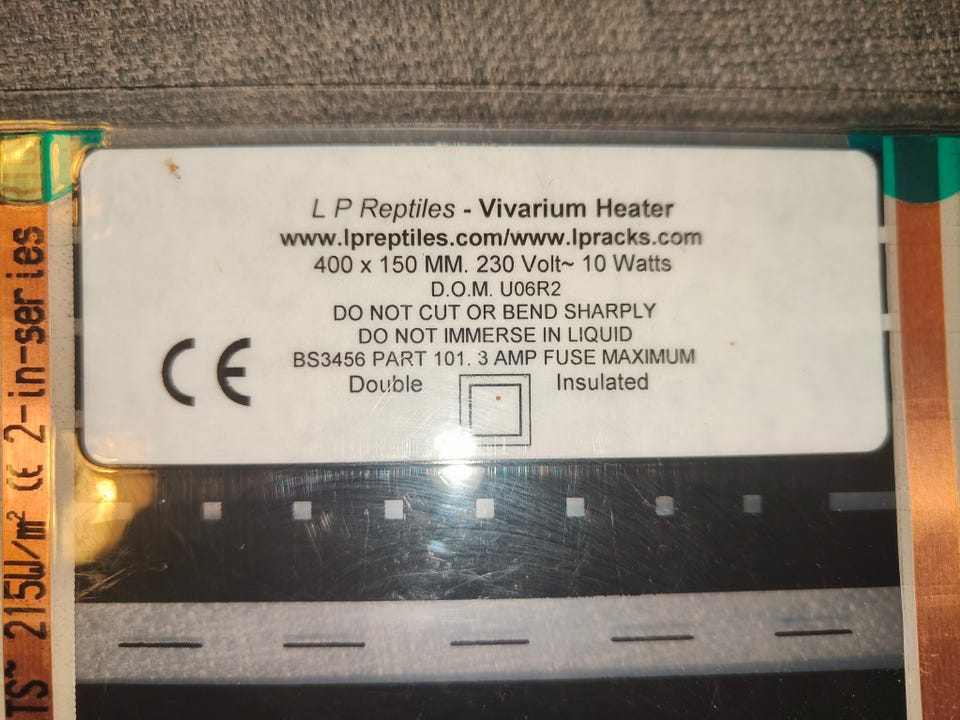 L P Reptiles - Vivarium Heater
www.lpreptiles.com/www.lpracks.com
400 x 150 MM. 230 Volt~ 10 Watts
D.O.M. U06R2
DO NOT CUT OR BEND SHARPLY
DO NOT IMMERSE IN LIQUID
BS3456 PART 101. 3 AMP FUSE MAXIMUM
Double Insulated
CE
TS~ 215W/m² CE 2-in-series